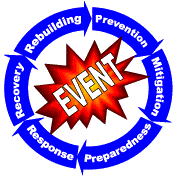 Prevention
Mitigation
Preparedness
Response
Recovery
Rebuilding
EVENT